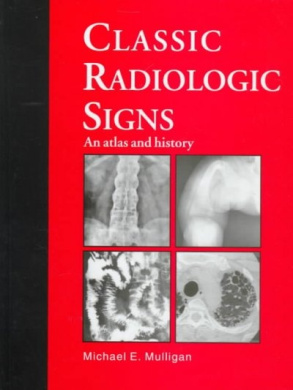 CLASSIC
RADIOLOGIC
SIGNS
An atlas and history
Michael E. Mulligan